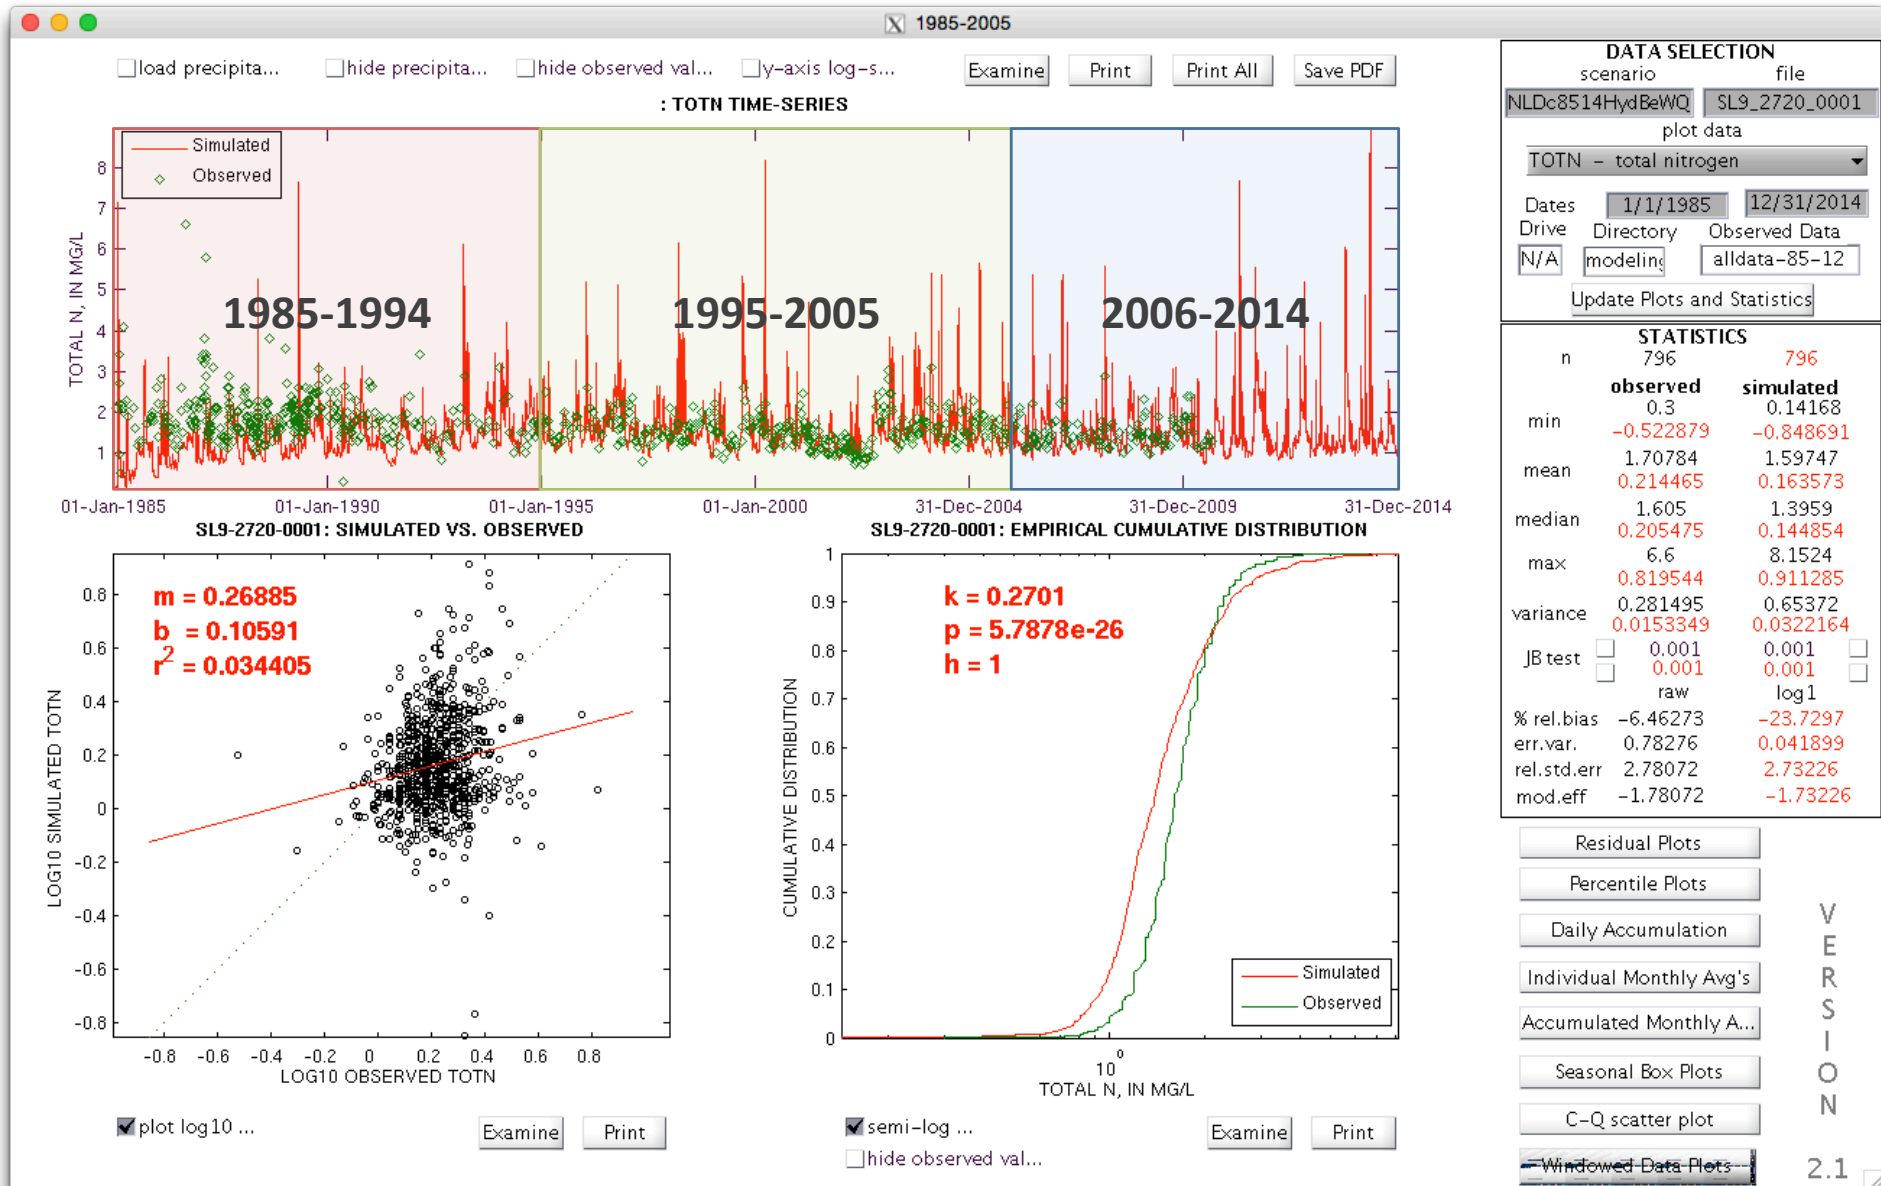 1985-2005
load precipita... hide precipita... hide observed val... y-axis log-s... Examine Print Print All Save PDF
: TOTN TIME-SERIES
Simulated
Observed
TOTAL N, IN MG/L
8
7
6
5
4
3
2
1
1985-1994 1995-2005 2006-2014
01-Jan-1985 01-Jan-1990 01-Jan-1995 01-Jan-2000 31-Dec-2004 31-Dec-2009 31-Dec-2014
SL9-2720-0001: SIMULATED VS. OBSERVED
m = 0.26885
b = 0.10591
r² = 0.034405
LOG10 SIMULATED TOTN
0.8
0.6
0.4
0.2
0
-0.2
-0.4
-0.6
-0.8
-0.8 -0.6 -0.4 -0.2 0 0.2 0.4 0.6 0.8
LOG10 OBSERVED TOTN
plot log10 ... Examine Print
SL9-2720-0001: EMPIRICAL CUMULATIVE DISTRIBUTION
k = 0.2701
p = 5.7878e-26
h = 1
CUMULATIVE DISTRIBUTION
1
0.9
0.8
0.7
0.6
0.5
0.4
0.3
0.2
0.1
0
Simulated
Observed
10⁰
TOTAL N, IN MG/L
semi-log ... Examine Print
hide observed val...
DATA SELECTION
scenario file
NLDc8514HydBeWQ SL9_2720_0001
plot data
TOTN - total nitrogen
Dates 1/1/1985 12/31/2014
Drive Directory Observed Data
N/A modeling alldata-85-12
Update Plots and Statistics
STATISTICS
n 796 796
observed simulated
min 0.3 0.14168
-0.522879 -0.848691
mean 1.70784 1.59747
0.214465 0.163573
median 1.605 1.3959
0.205475 0.144854
max 6.6 8.1524
0.819544 0.911285
variance 0.281495 0.65372
0.0153349 0.0322164
JB test 0.001 0.001
0.001 0.001
raw log1
% rel.bias -6.46273 -23.7297
err.var. 0.78276 0.041899
rel.std.err 2.78072 2.73226
mod.eff -1.78072 -1.73226
Residual Plots
Percentile Plots
Daily Accumulation
Individual Monthly Avg's
Accumulated Monthly A...
Seasonal Box Plots
C-Q scatter plot
Windowed Data Plots
VERSION
2.1